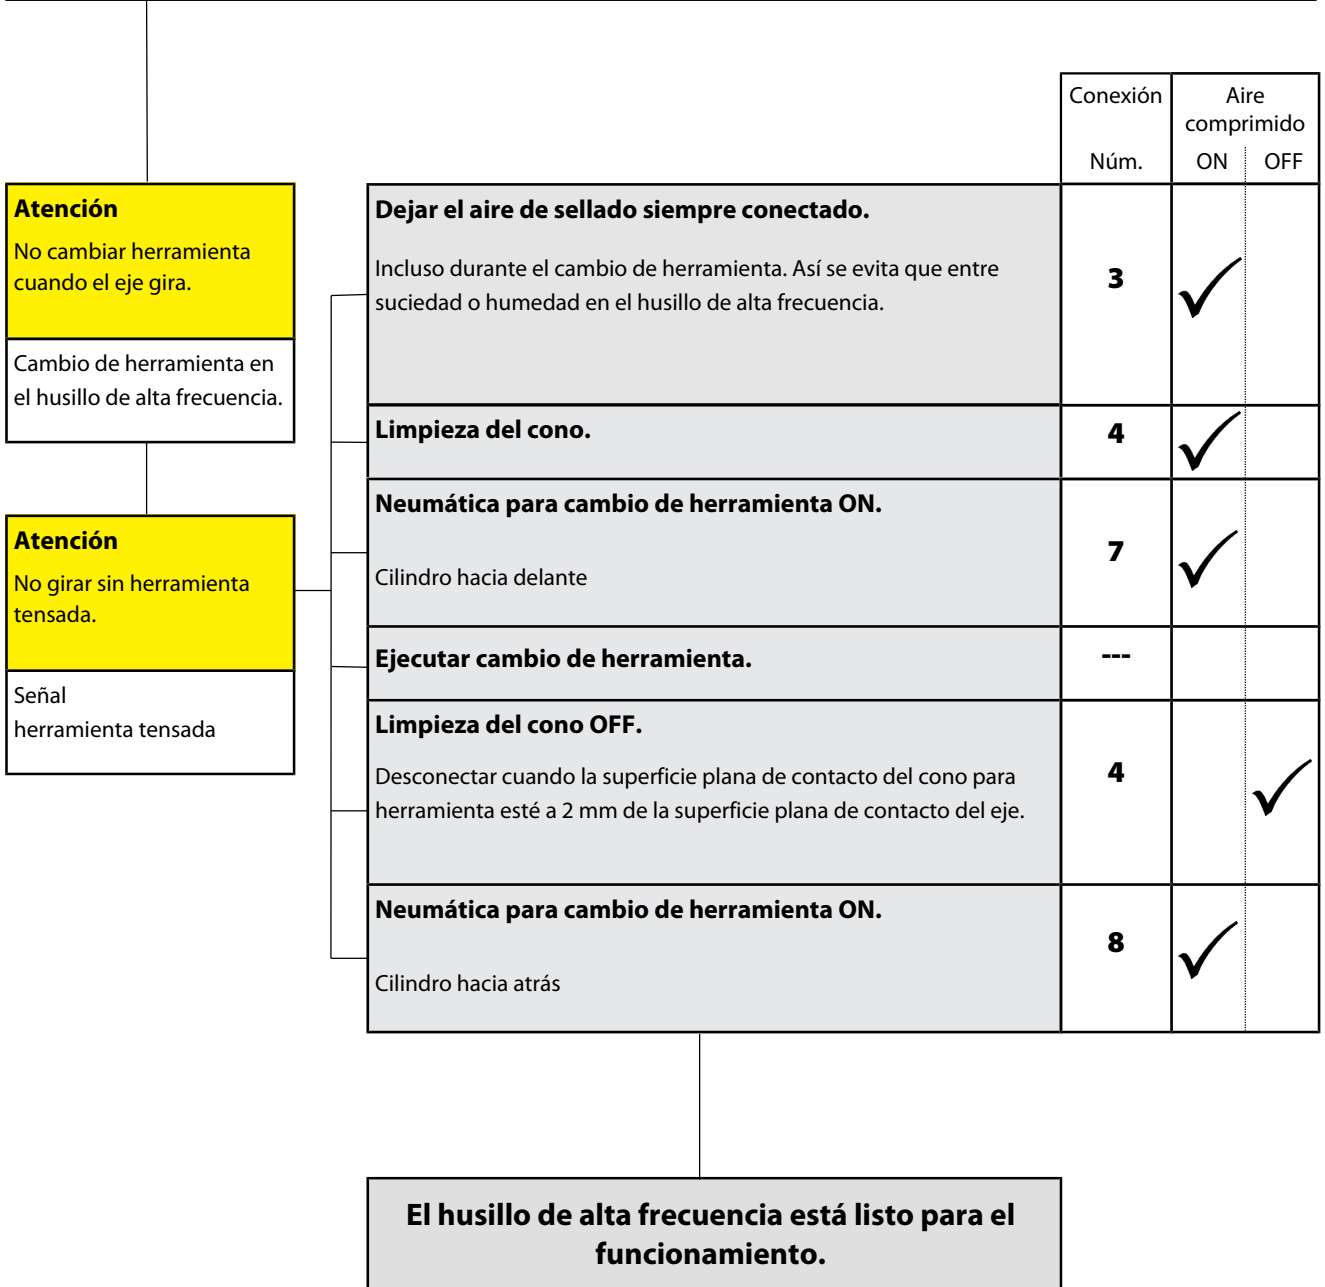 Conexión
Aire
comprimido
Núm.
ON
OFF
Atención
No cambiar herramienta
cuando el eje gira.
Cambio de herramienta en
el husillo de alta frecuencia.
Atención
No girar sin herramienta
tensada.
Señal
herramienta tensada
Dejar el aire de sellado siempre conectado.
Incluso durante el cambio de herramienta. Así se evita que entre
suciedad o humedad en el husillo de alta frecuencia.
3
Limpieza del cono.
4
Neumática para cambio de herramienta ON.
Cilindro hacia delante
7
Ejecutar cambio de herramienta.
---
Limpieza del cono OFF.
Desconectar cuando la superficie plana de contacto del cono para
herramienta esté a 2 mm de la superficie plana de contacto del eje.
4
Neumática para cambio de herramienta ON.
Cilindro hacia atrás
8
El husillo de alta frecuencia está listo para el
funcionamiento.